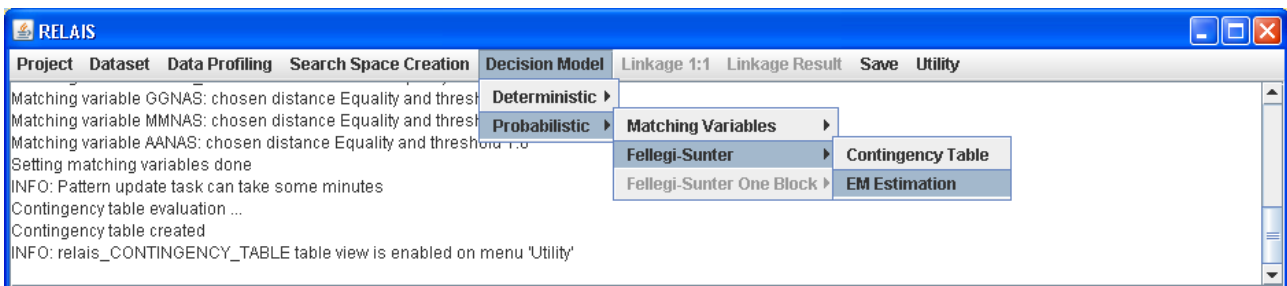 RELAIS
Project Dataset Data Profiling Search Space Creation Decision Model Linkage 1:1 Linkage Result Save Utility
Matching variable GGNAS: chosen distance Equality and thresh
Matching variable MMNAS: chosen distance Equality and thresh
Matching variable AANAS: chosen distance Equality and threshold 1.0
Setting matching variables done
INFO: Pattern update task can take some minutes
Contingency table evaluation ...
Contingency table created
INFO: relais_CONTINGENCY_TABLE table view is enabled on menu 'Utility'
Deterministic
Probabilistic
Matching Variables
Fellegi-Sunter
Fellegi-Sunter One Block
Contingency Table
EM Estimation